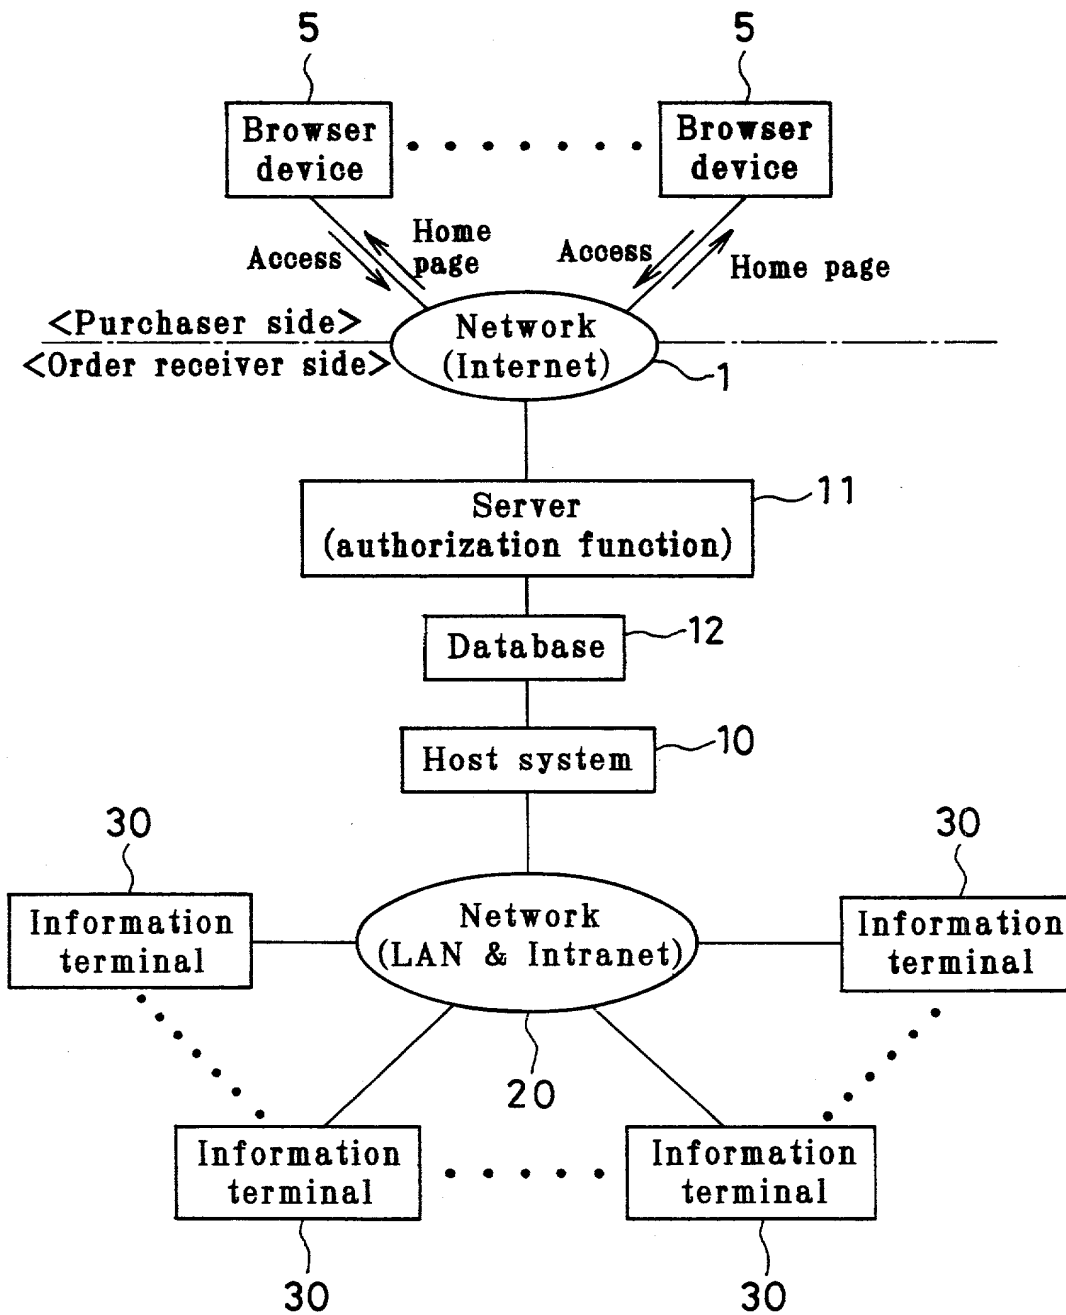 5
5
Browser
device
Browser
device
Access
Home
page
Access
Home page
<Purchaser side>
<Order receiver side>
Network
(Internet)
1
Server
(authorization function)
11
Database
12
Host system
10
30
30
Information
terminal
Network
(LAN & Intranet)
Information
terminal
20
Information
terminal
Information
terminal
30
30